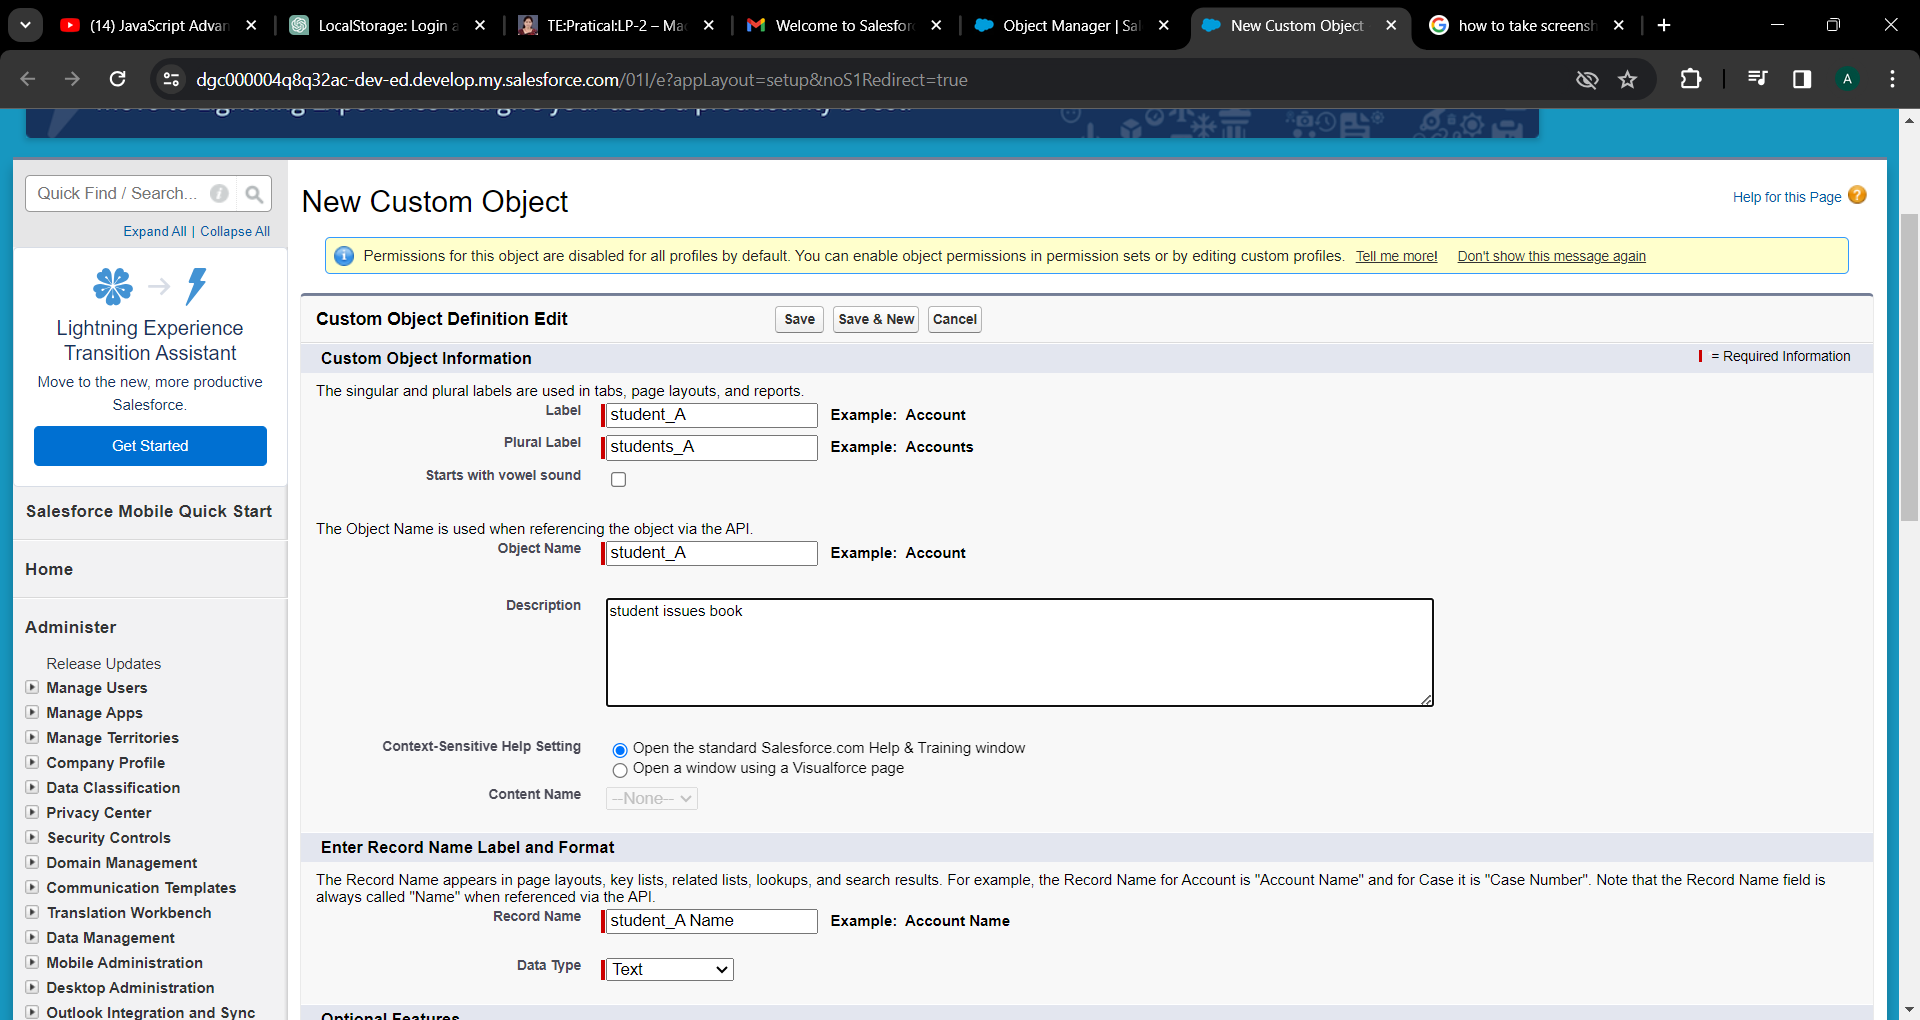 (14) JavaScript Advan
LocalStorage: Login a
TE:Pratical:LP-2 – Ma
Welcome to Salesforc
Object Manager | Sal
New Custom Object
how to take screensh
dgc000004q8q32ac-dev-ed.develop.my.salesforce.com/01I/e?appLayout=setup&noS1Redirect=true
A
Quick Find / Search...
Expand All | Collapse All
Lightning Experience
Transition Assistant
Move to the new, more productive
Salesforce.
Get Started
Salesforce Mobile Quick Start
Home
Administer
Release Updates
Manage Users
Manage Apps
Manage Territories
Company Profile
Data Classification
Privacy Center
Security Controls
Domain Management
Communication Templates
Translation Workbench
Data Management
Mobile Administration
Desktop Administration
Outlook Integration and Sync
New Custom Object
Help for this Page
Permissions for this object are disabled for all profiles by default. You can enable object permissions in permission sets or by editing custom profiles. Tell me more! Don't show this message again
Custom Object Definition Edit
Save
Save & New
Cancel
Custom Object Information
= Required Information
The singular and plural labels are used in tabs, page layouts, and reports.
Label student_A Example: Account
Plural Label students_A Example: Accounts
Starts with vowel sound
The Object Name is used when referencing the object via the API.
Object Name student_A Example: Account
Description student issues book
Context-Sensitive Help Setting Open the standard Salesforce.com Help & Training window
Open a window using a Visualforce page
Content Name --None--
Enter Record Name Label and Format
The Record Name appears in page layouts, key lists, related lists, lookups, and search results. For example, the Record Name for Account is "Account Name" and for Case it is "Case Number". Note that the Record Name field is
always called "Name" when referenced via the API.
Record Name student_A Name Example: Account Name
Data Type Text
Optional Features